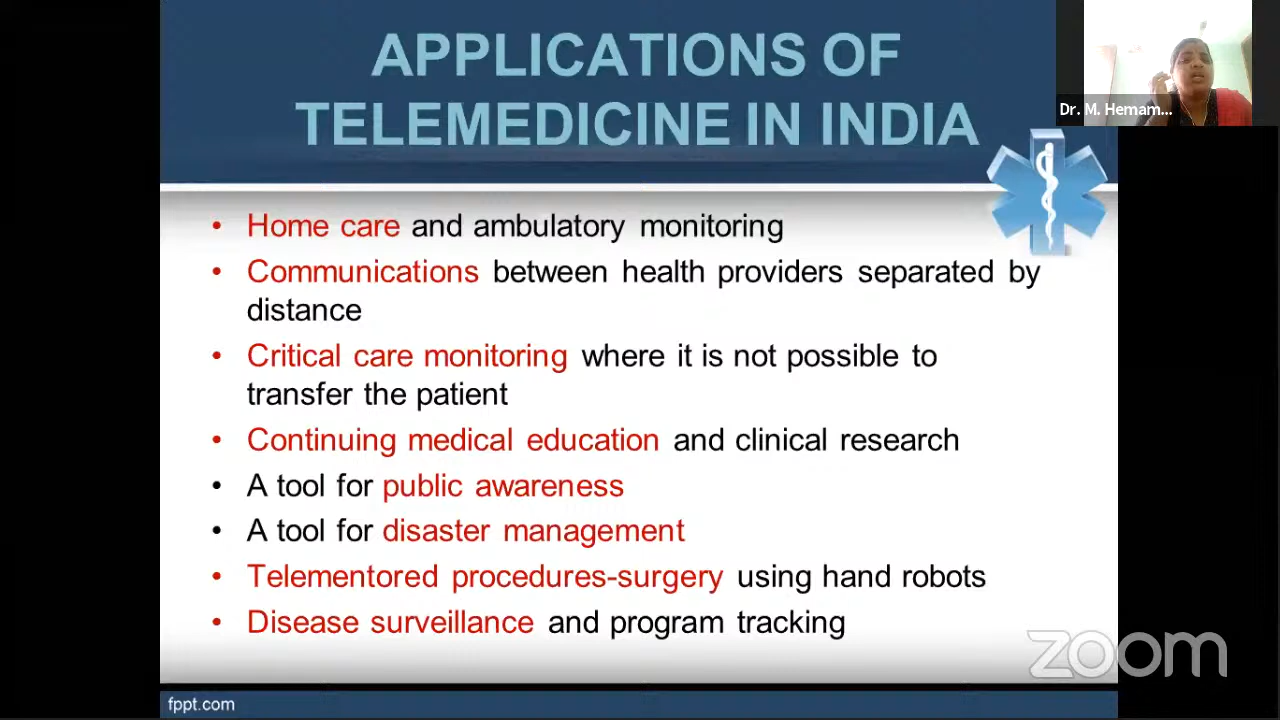 APPLICATIONS OF
TELEMEDICINE IN INDIA
Dr. M. Hemam...
• Home care and ambulatory monitoring
• Communications between health providers separated by
distance
• Critical care monitoring where it is not possible to
transfer the patient
• Continuing medical education and clinical research
• A tool for public awareness
• A tool for disaster management
• Telementored procedures-surgery using hand robots
• Disease surveillance and program tracking
zoom
fppt.com